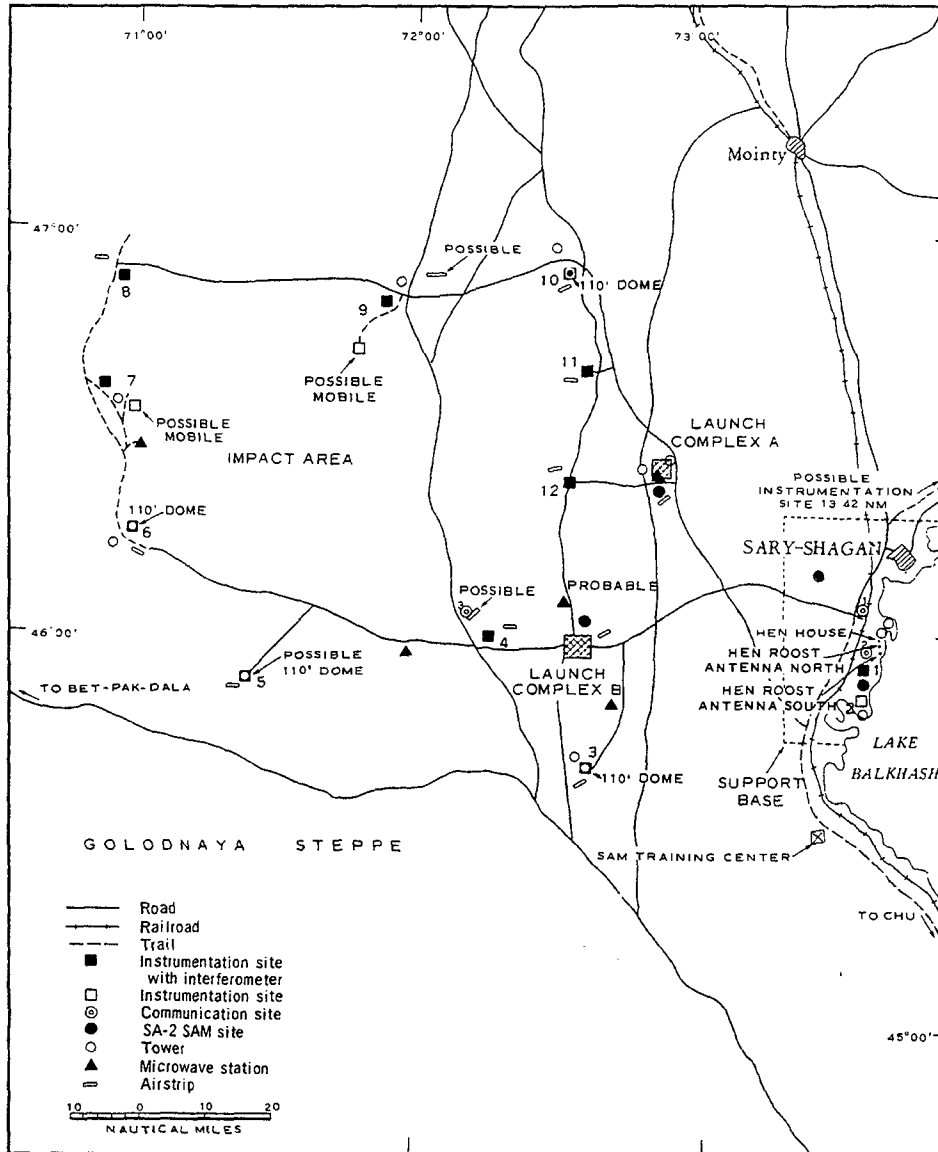 71°00'
72°00'
73°00'
Mointy
47°00'
POSSIBLE
8
9
10
110' DOME
POSSIBLE
MOBILE
11
7
POSSIBLE
MOBILE
LAUNCH
COMPLEX A
IMPACT AREA
12
POSSIBLE
INSTRUMENTATION
SITE 13 42 NM
110' DOME
6
SARY-SHAGAN
PROBABLE
3
POSSIBLE
1
46°00'
4
HEN HOUSE
HEN ROOST
ANTENNA NORTH
2
1
POSSIBLE
110' DOME
5
LAUNCH
COMPLEX B
HEN ROOST
ANTENNA SOUTH
2
TO BET-PAK-DALA
3
110' DOME
LAKE
BALKHASH
SUPPORT
BASE
GOLODNAYA STEPPE
SAM TRAINING CENTER
TO CHU
Road
Railroad
Trail
Instrumentation site
with interferometer
Instrumentation site
Communication site
SA-2 SAM site
Tower
Microwave station
Airstrip
45°00'
10 0 10 20
NAUTICAL MILES